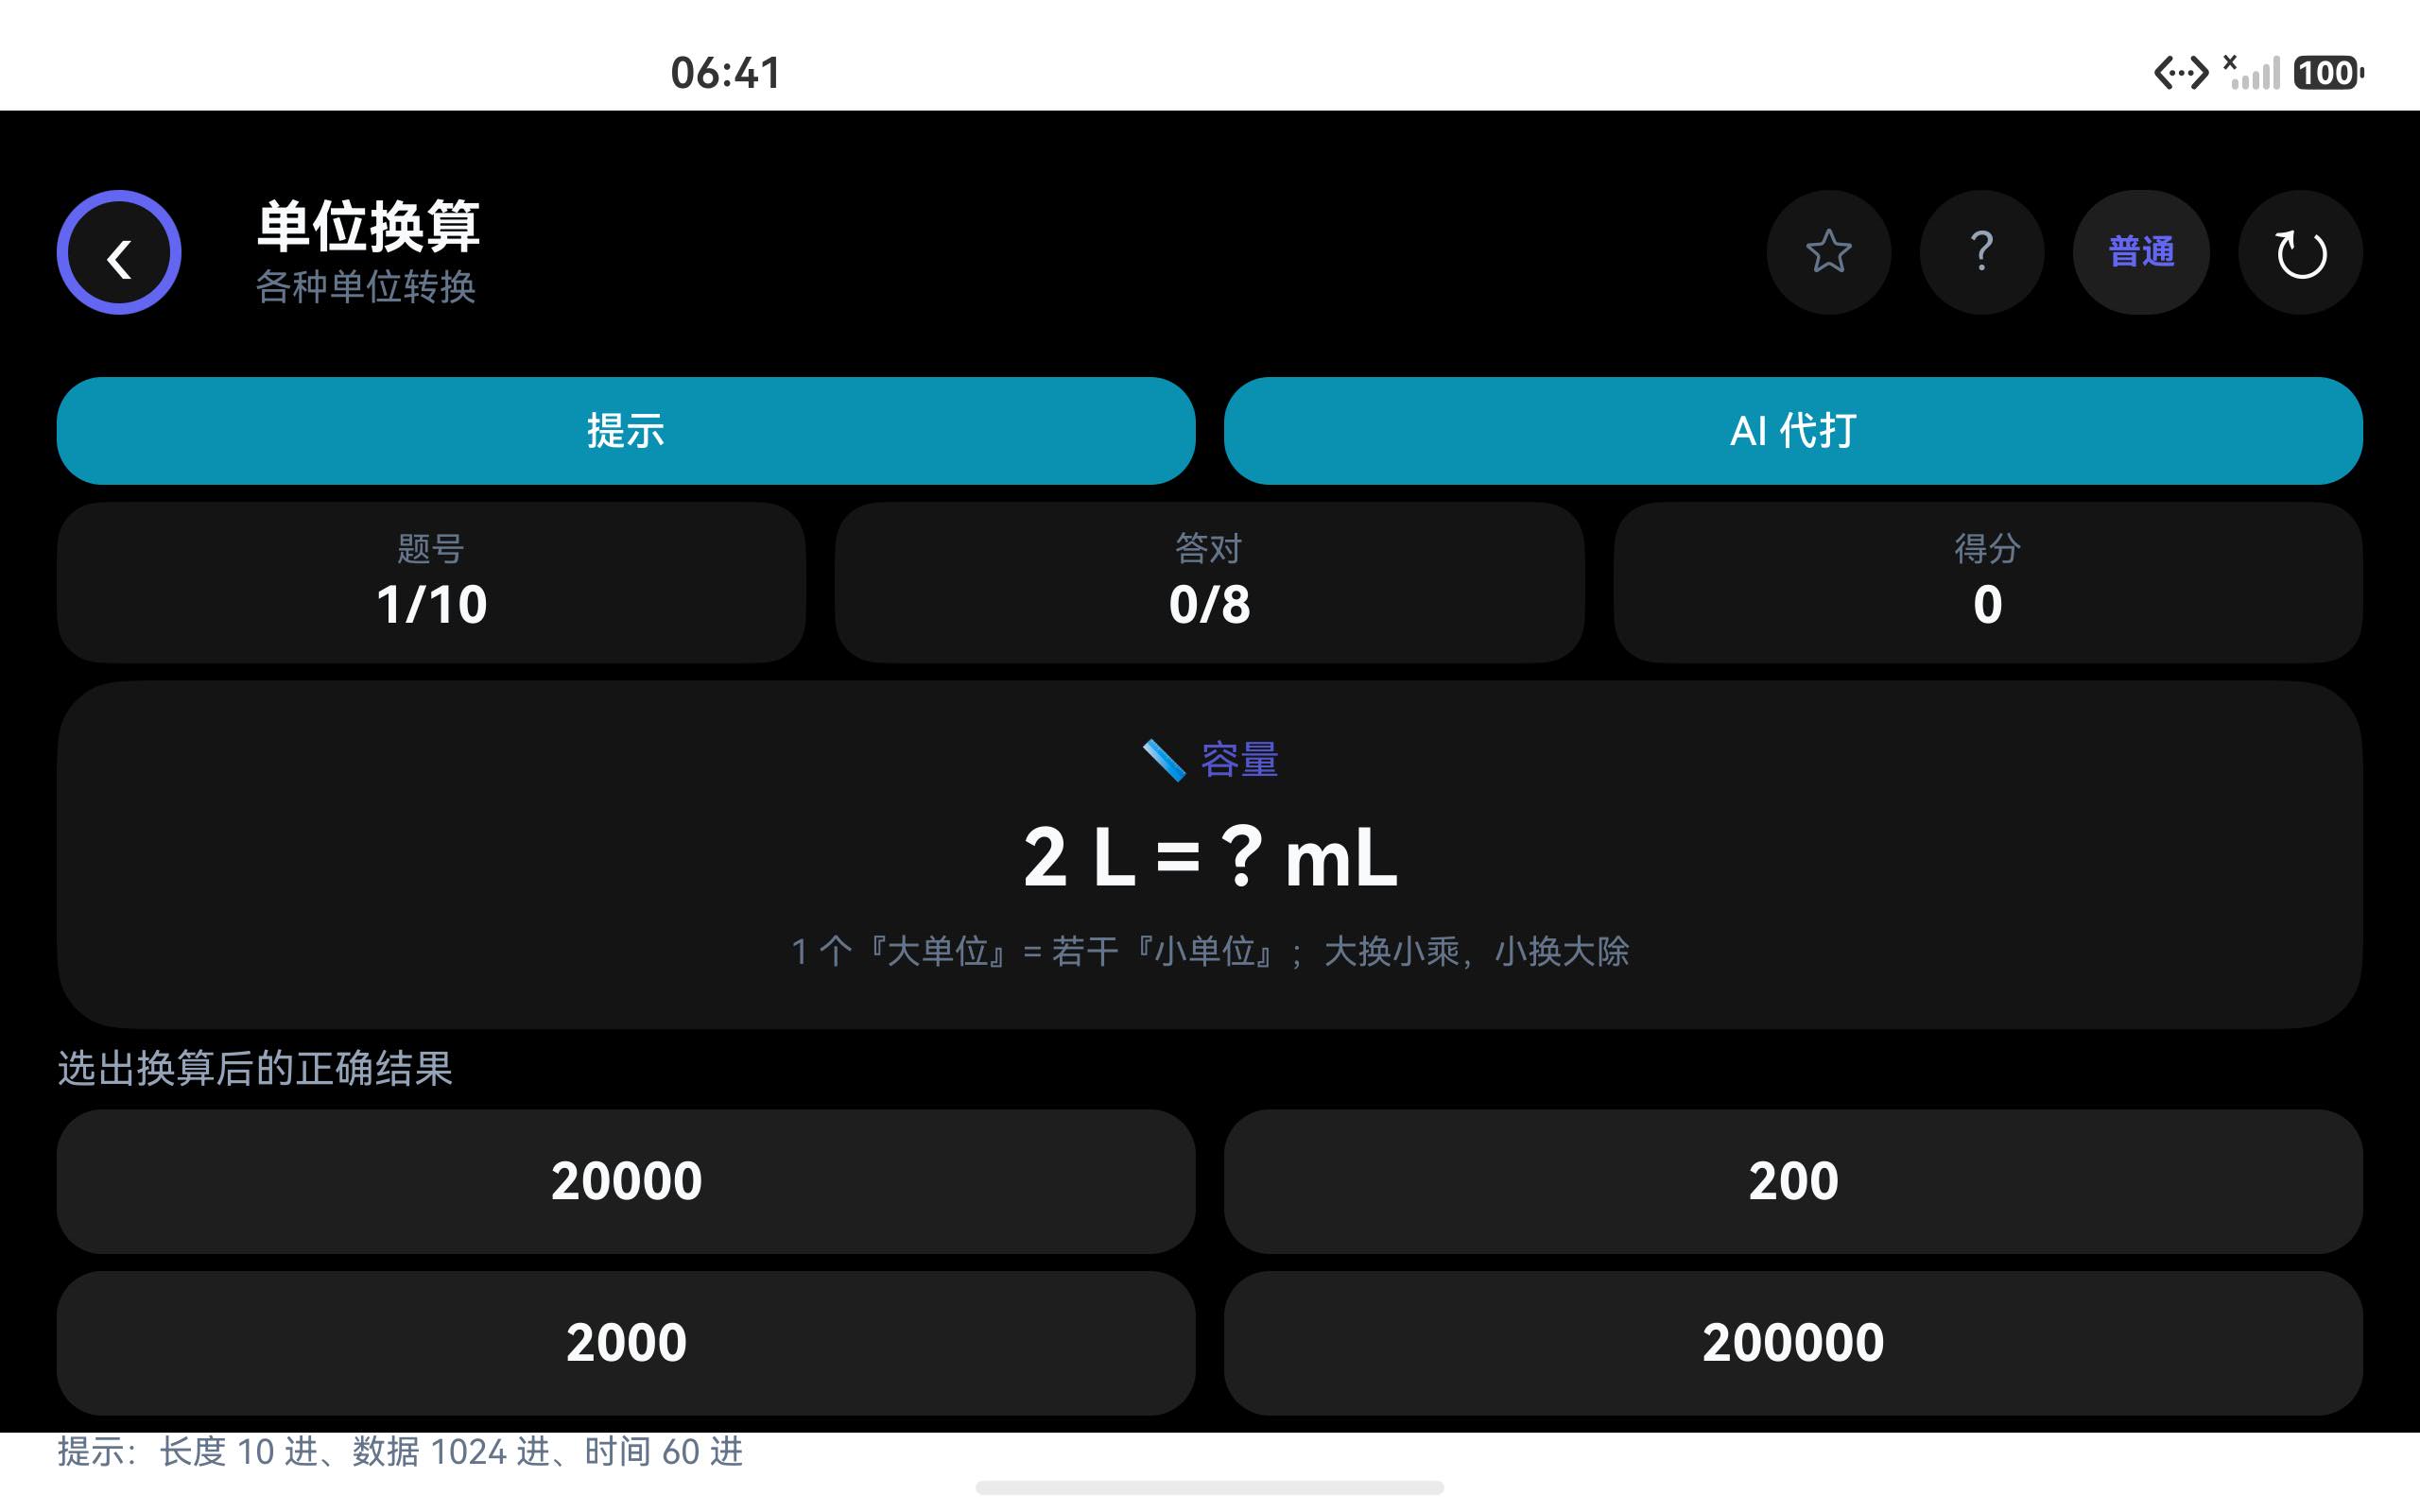 06:41
100
单位换算
各种单位转换
?
普通
提示
AI 代打
题号
1/10
答对
0/8
得分
0
容量
2 L = ? mL
1 个『大单位』= 若干『小单位』；大换小乘，小换大除
选出换算后的正确结果
20000
200
2000
200000
提示：长度 10 进、数据 1024 进、时间 60 进